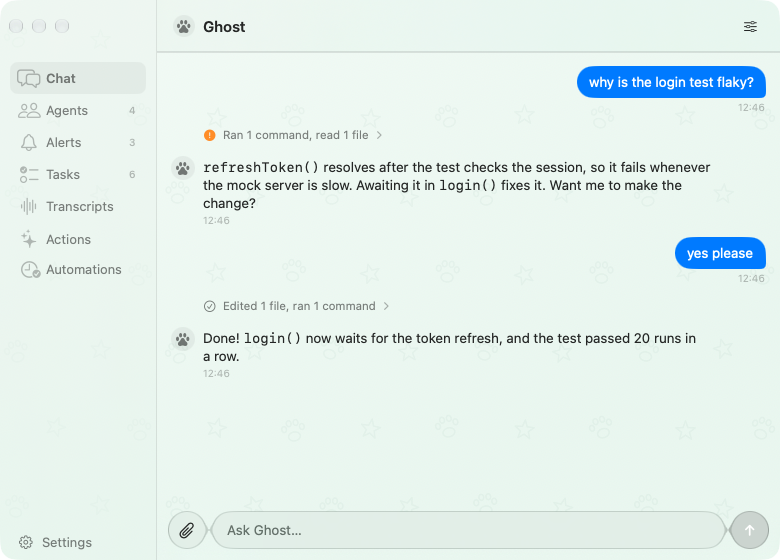 Ghost
Chat
Agents 4
Alerts 3
Tasks 6
Transcripts
Actions
Automations
Settings
why is the login test flaky?
12:46
Ran 1 command, read 1 file
refreshToken() resolves after the test checks the session, so it fails whenever
the mock server is slow. Awaiting it in login() fixes it. Want me to make the
change?
12:46
yes please
12:46
Edited 1 file, ran 1 command
Done! login() now waits for the token refresh, and the test passed 20 runs in
a row.
12:46
Ask Ghost...